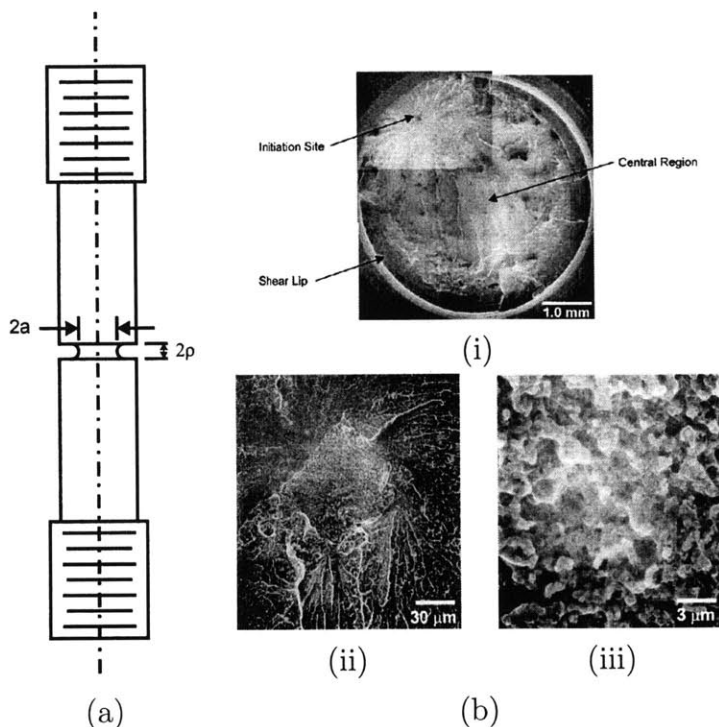 2a
2ρ
(a)
Initiation Site
Central Region
Shear Lip
1.0 mm
(i)
30 μm
3 μm
(ii)
(iii)
(b)